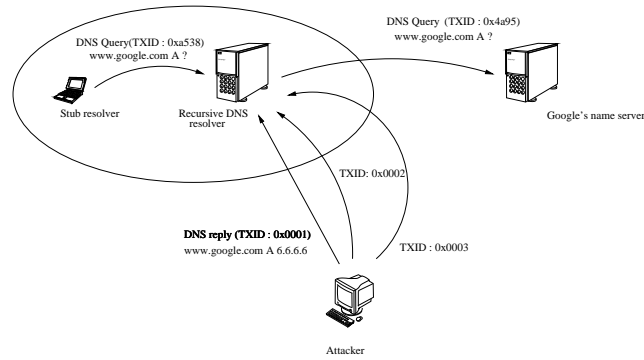 DNS Query (TXID : 0x4a95)
www.google.com A ?
DNS Query(TXID : 0xa538)
www.google.com A ?
Stub resolver
Recursive DNS
resolver
Google's name server
TXID: 0x0002
DNS reply (TXID : 0x0001)
www.google.com A 6.6.6.6
TXID : 0x0003
Attacker